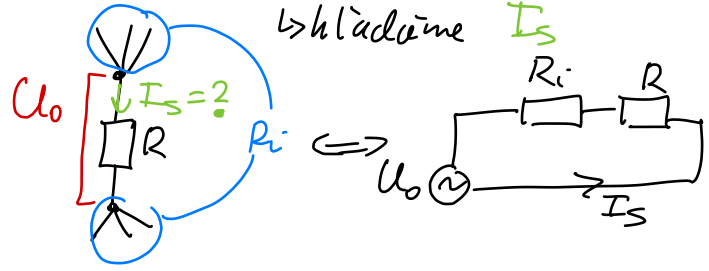 ↳ hľadáme Is
U₀
Is = ?
R
Ri
⟺
Ri R
U₀
Is